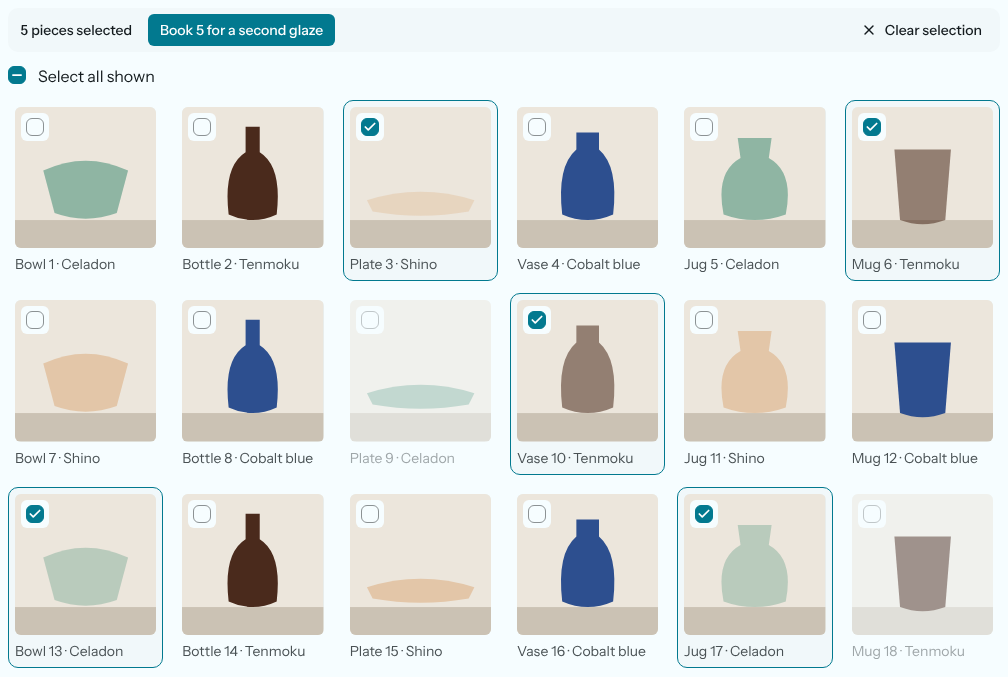 5 pieces selected Book 5 for a second glaze Clear selection
Select all shown
Bowl 1 · Celadon Bottle 2 · Tenmoku Plate 3 · Shino Vase 4 · Cobalt blue Jug 5 · Celadon Mug 6 · Tenmoku
Bowl 7 · Shino Bottle 8 · Cobalt blue Plate 9 · Celadon Vase 10 · Tenmoku Jug 11 · Shino Mug 12 · Cobalt blue
Bowl 13 · Celadon Bottle 14 · Tenmoku Plate 15 · Shino Vase 16 · Cobalt blue Jug 17 · Celadon Mug 18 · Tenmoku